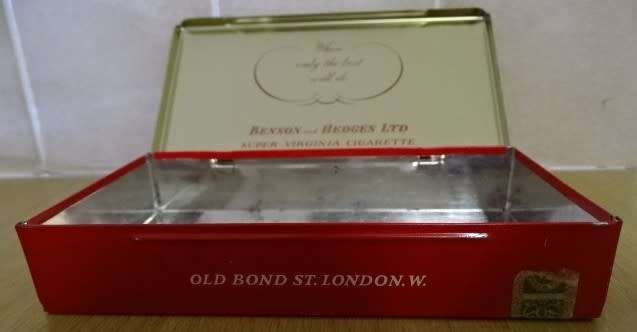 When
only the best
will do
BENSON and HEDGES LTD
SUPER VIRGINIA CIGARETTE
OLD BOND ST. LONDON. W.